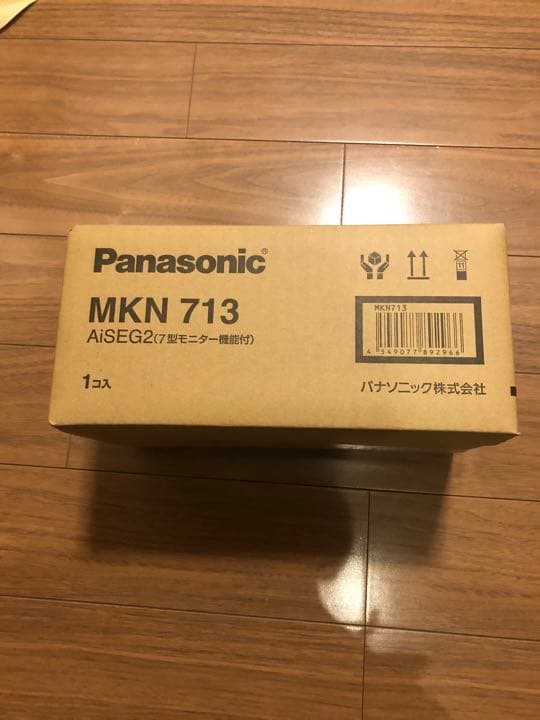 Panasonic®
MKN 713
AiSEG2(7型モニター機能付)
1コ入
11
MKN713
4 549077 892966
パナソニック株式会社